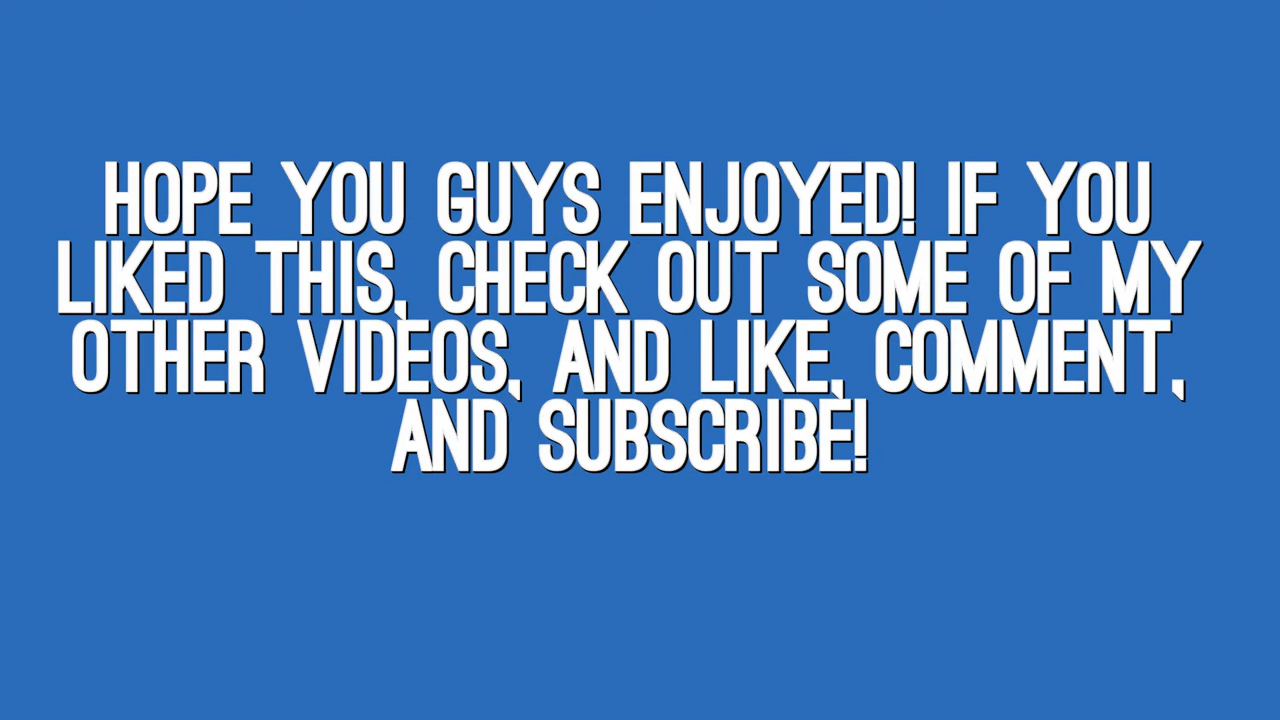 HOPE YOU GUYS ENJOYED! IF YOU
LIKED THIS, CHECK OUT SOME OF MY
OTHER VIDEOS, AND LIKE, COMMENT,
AND SUBSCRIBE!